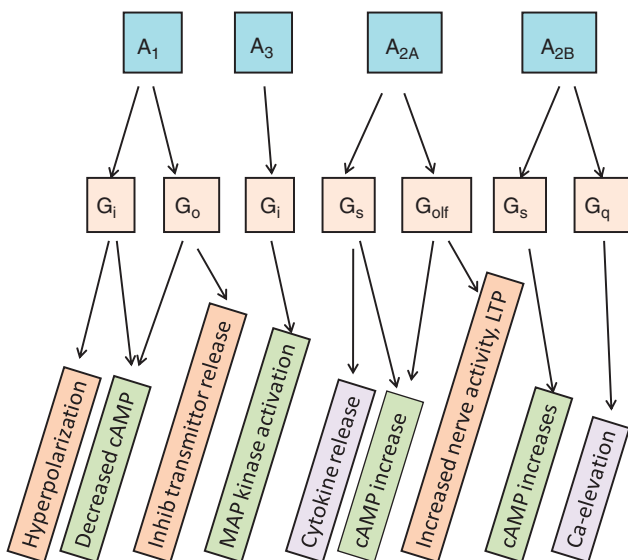 A1
A3
A2A
A2B
Gi
Go
Gi
Gs
Golf
Gs
Gq
Hyperpolarization
Decreased cAMP
Inhib transmittor release
MAP kinase activation
Cytokine release
cAMP increase
Increased nerve activity, LTP
cAMP increases
Ca-elevation